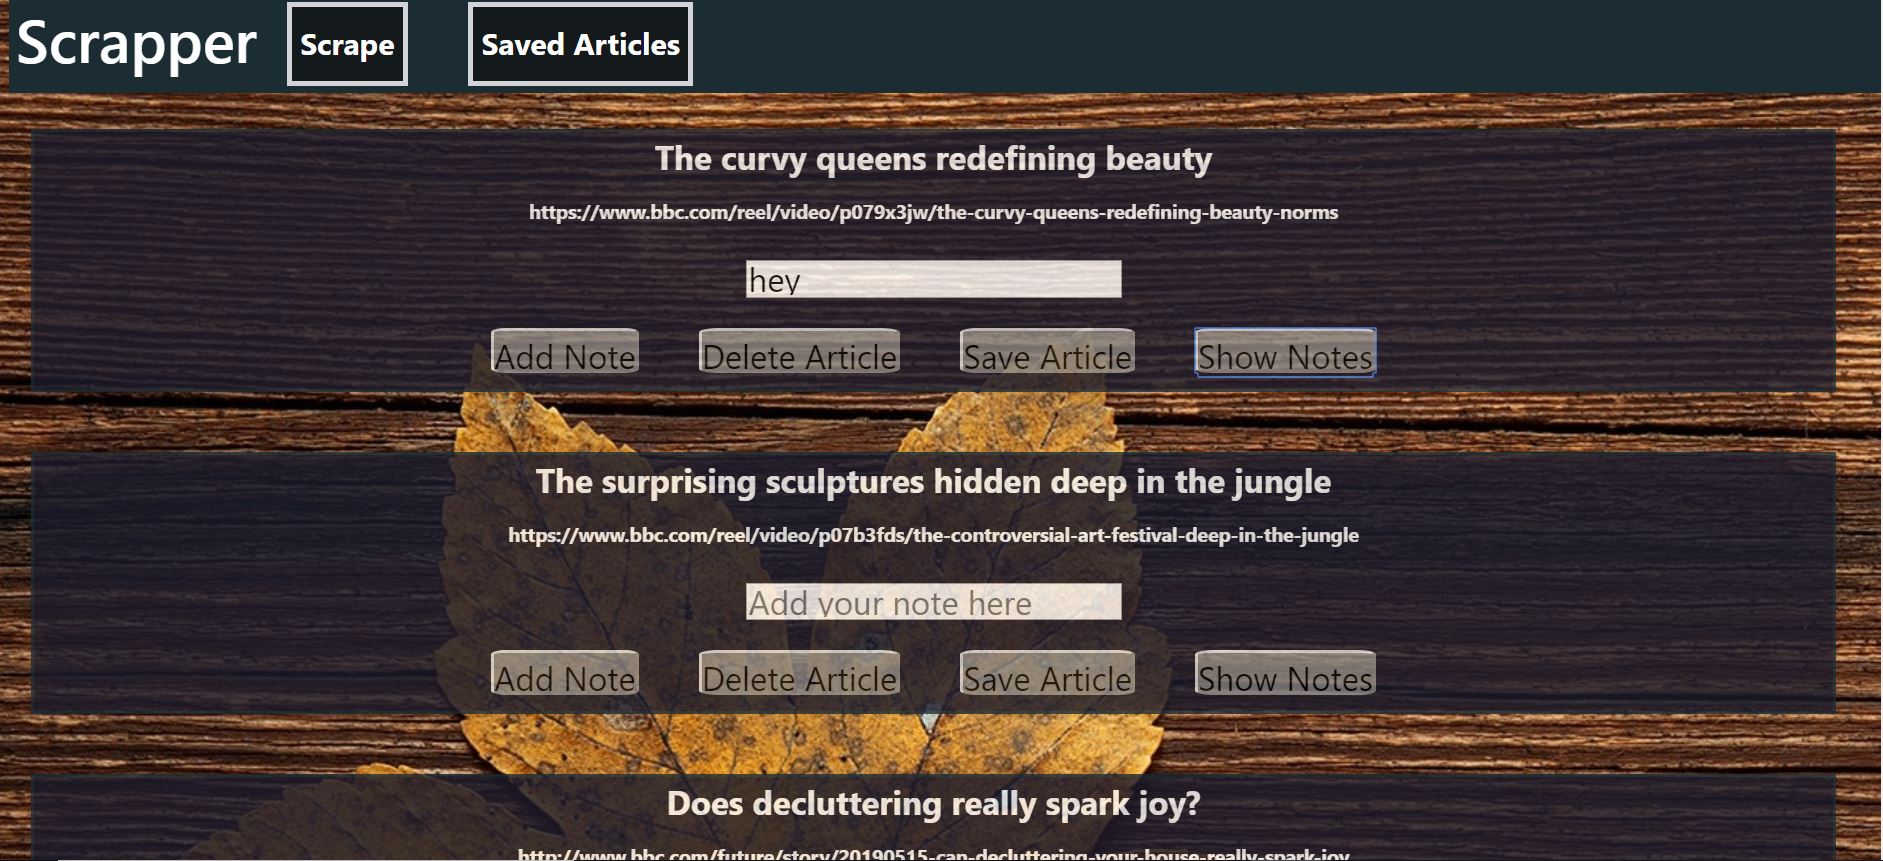 Scrapper Scrape Saved Articles
The curvy queens redefining beauty
https://www.bbc.com/reel/video/p079x3jw/the-curvy-queens-redefining-beauty-norms
hey
Add Note Delete Article Save Article Show Notes
The surprising sculptures hidden deep in the jungle
https://www.bbc.com/reel/video/p07b3fds/the-controversial-art-festival-deep-in-the-jungle
Add your note here
Add Note Delete Article Save Article Show Notes
Does decluttering really spark joy?
http://www.bbc.com/future/story/20190515-can-decluttering-your-house-really-spark-joy